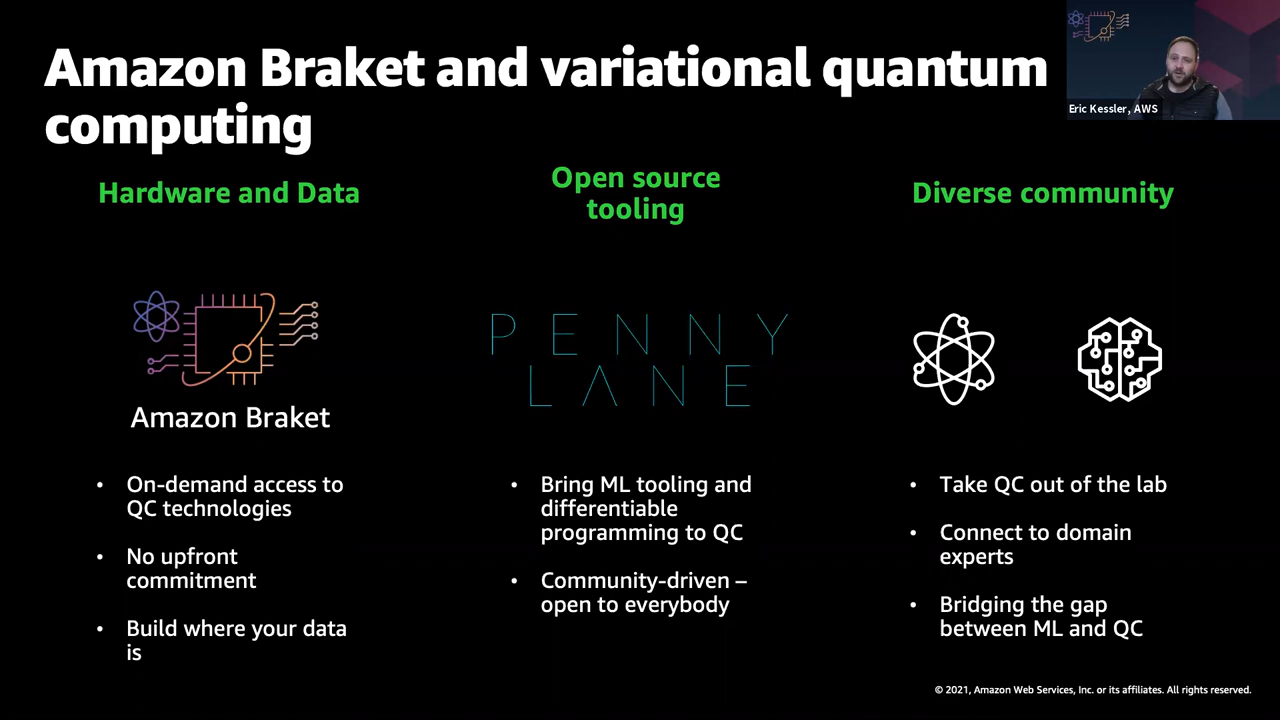 Amazon Braket and variational quantum
computing
Eric Kessler, AWS
Hardware and Data
Amazon Braket
• On-demand access to
QC technologies
• No upfront
commitment
• Build where your data
is
Open source
tooling
PENNY
LANE
• Bring ML tooling and
differentiable
programming to QC
• Community-driven –
open to everybody
Diverse community
• Take QC out of the lab
• Connect to domain
experts
• Bridging the gap
between ML and QC
© 2021, Amazon Web Services, Inc. or its affiliates. All rights reserved.